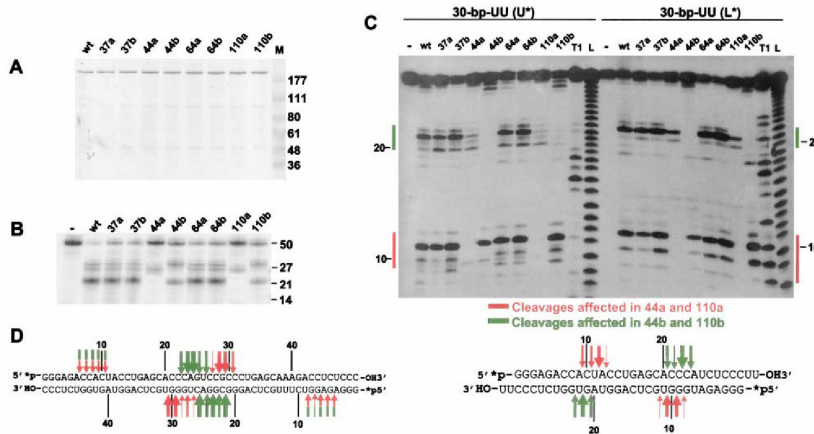 A
wt 37a 37b 44a 44b 64a 64b 110a 110b M
177
111
80
61
48
36
B
- wt 37a 37b 44a 44b 64a 64b 110a 110b
50
27
21
14
C
30-bp-UU (U*) 30-bp-UU (L*)
- wt 37a 37b 44a 44b 64a 64b 110a 110b T1 L - wt 37a 37b 44a 44b 64a 64b 110a 110b T1 L
20
10
Cleavages affected in 44a and 110a
Cleavages affected in 44b and 110b
D
10 20 30 40
5'*p-GGGAGACCACUACCUGAGCACCCAGUCCGCCCUGAGCAAAGACCUCUCCC-OH3'
3'HO-CCCUCUGGUGAUGGACUCGUGGGUCAGGCGGGACUCGUUUCUGGAGAGGG-*p5'
40 30 20 10
10 20
5'*p-GGGAGACCACUACCUGAGCACCCAUCUCCCUU-OH3'
3'HO-UUCCCUCUGGUGAUGGACUCGUGGGUAGAGGG-*p5'
20 10